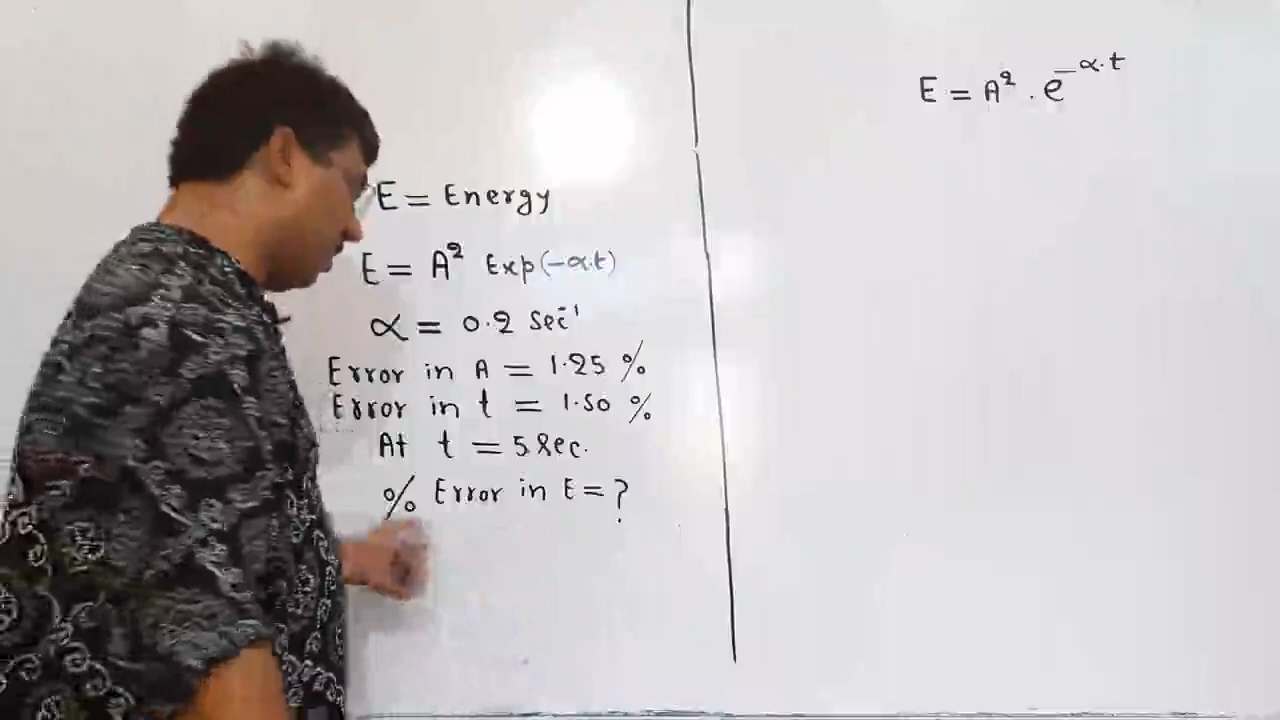 E = Energy
E = A² Exp(-α.t)
α = 0.2 Sec⁻¹
Error in A = 1.25 %
Error in t = 1.50 %
At t = 5 Sec.
% Error in E = ?
E = A² . e^-α.t